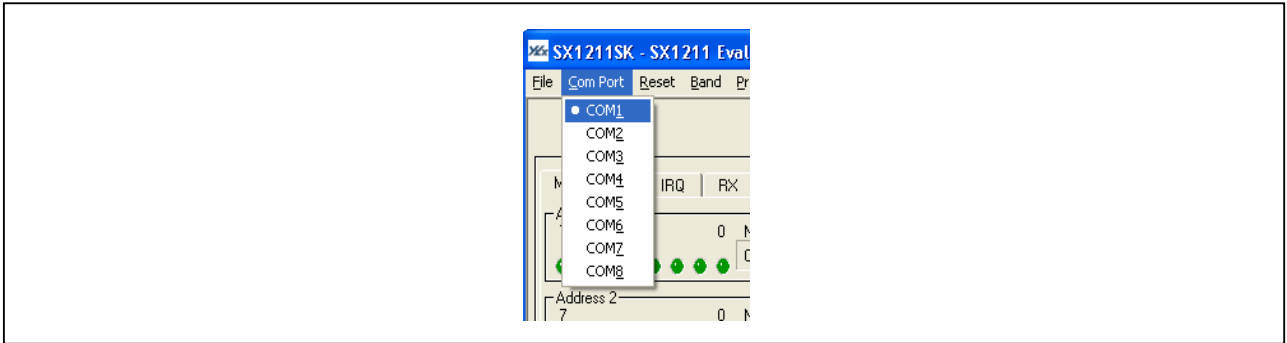 SX1211SK - SX1211 Eval
File Com Port Reset Band Pr
COM1
COM2
COM3
COM4
COM5
COM6
COM7
COM8
IRQ RX
0
Address 2
7 0